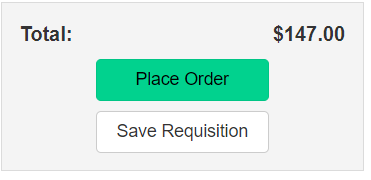 Total: $147.00
Place Order
Save Requisition